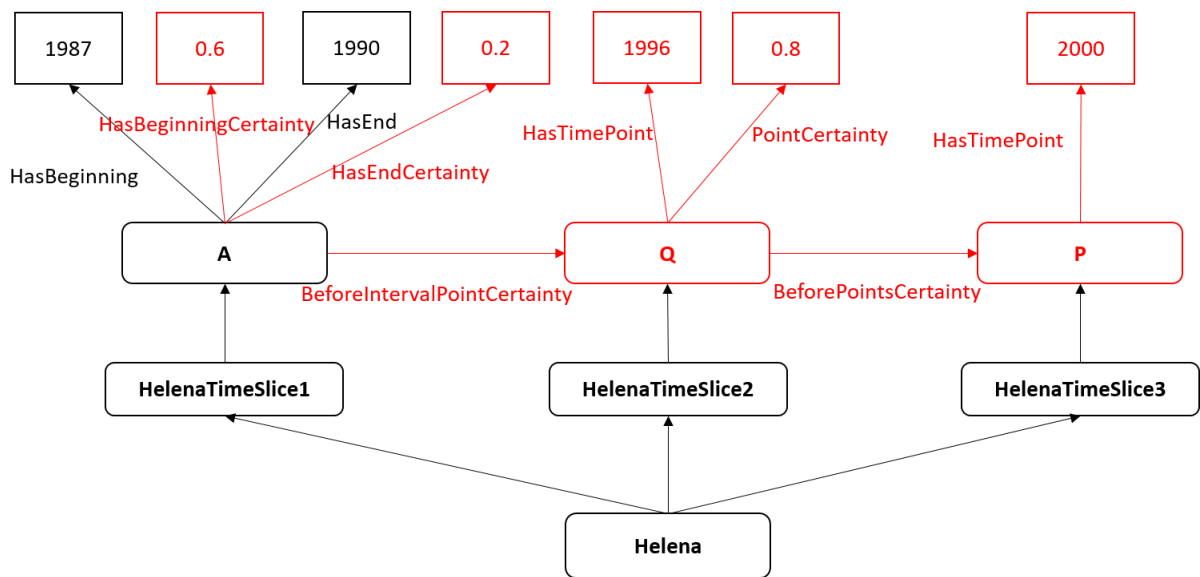 1987
0.6
1990
0.2
1996
0.8
2000
HasBeginningCertainty
HasEnd
HasTimePoint
PointCertainty
HasTimePoint
HasBeginning
HasEndCertainty
A
Q
P
BeforeIntervalPointCertainty
BeforePointsCertainty
HelenaTimeSlice1
HelenaTimeSlice2
HelenaTimeSlice3
Helena